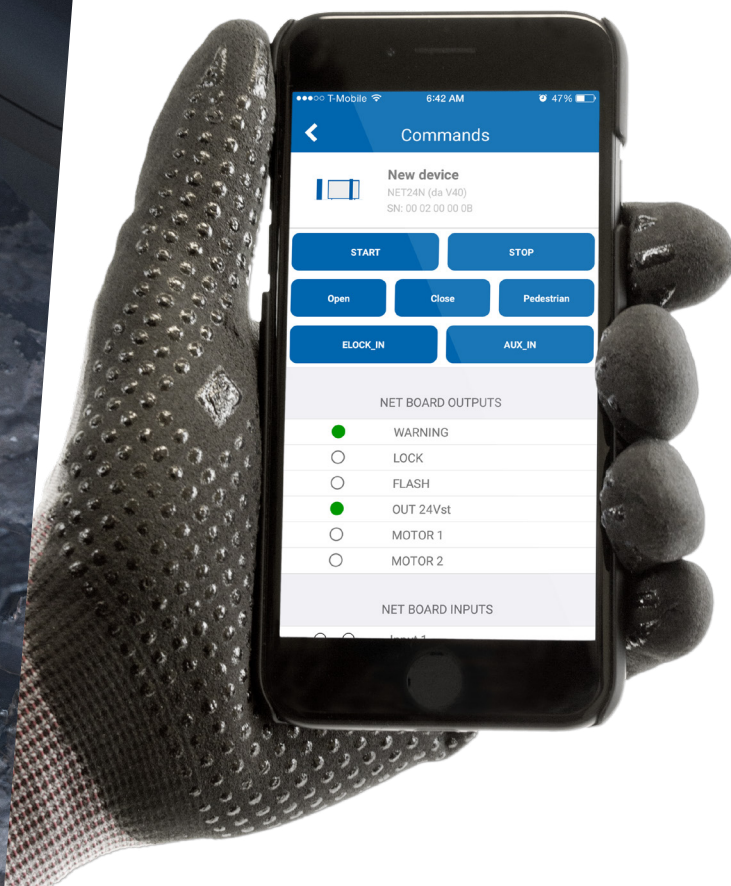 T-Mobile 6:42 AM 47%
Commands
New device
NET24N (da V40)
SN: 00 02 00 00 0B
START STOP
Open Close Pedestrian
ELOCK_IN AUX_IN
NET BOARD OUTPUTS
WARNING
LOCK
FLASH
OUT 24Vst
MOTOR 1
MOTOR 2
NET BOARD INPUTS
Input 1